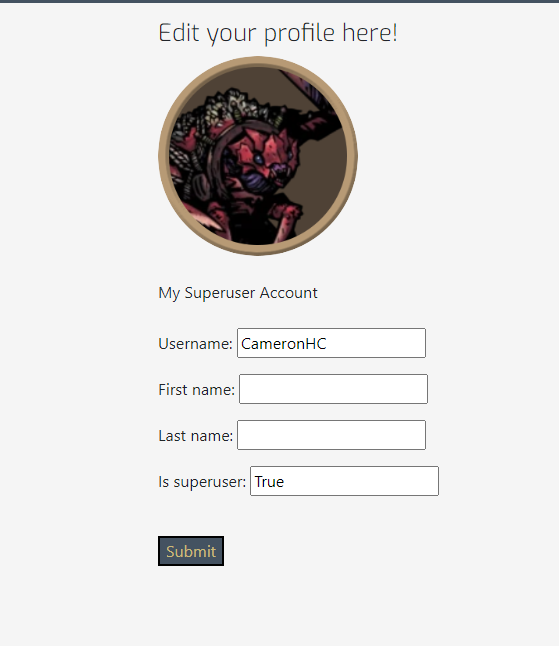 Edit your profile here!
My Superuser Account
Username: CameronHC
First name:
Last name:
Is superuser: True
Submit